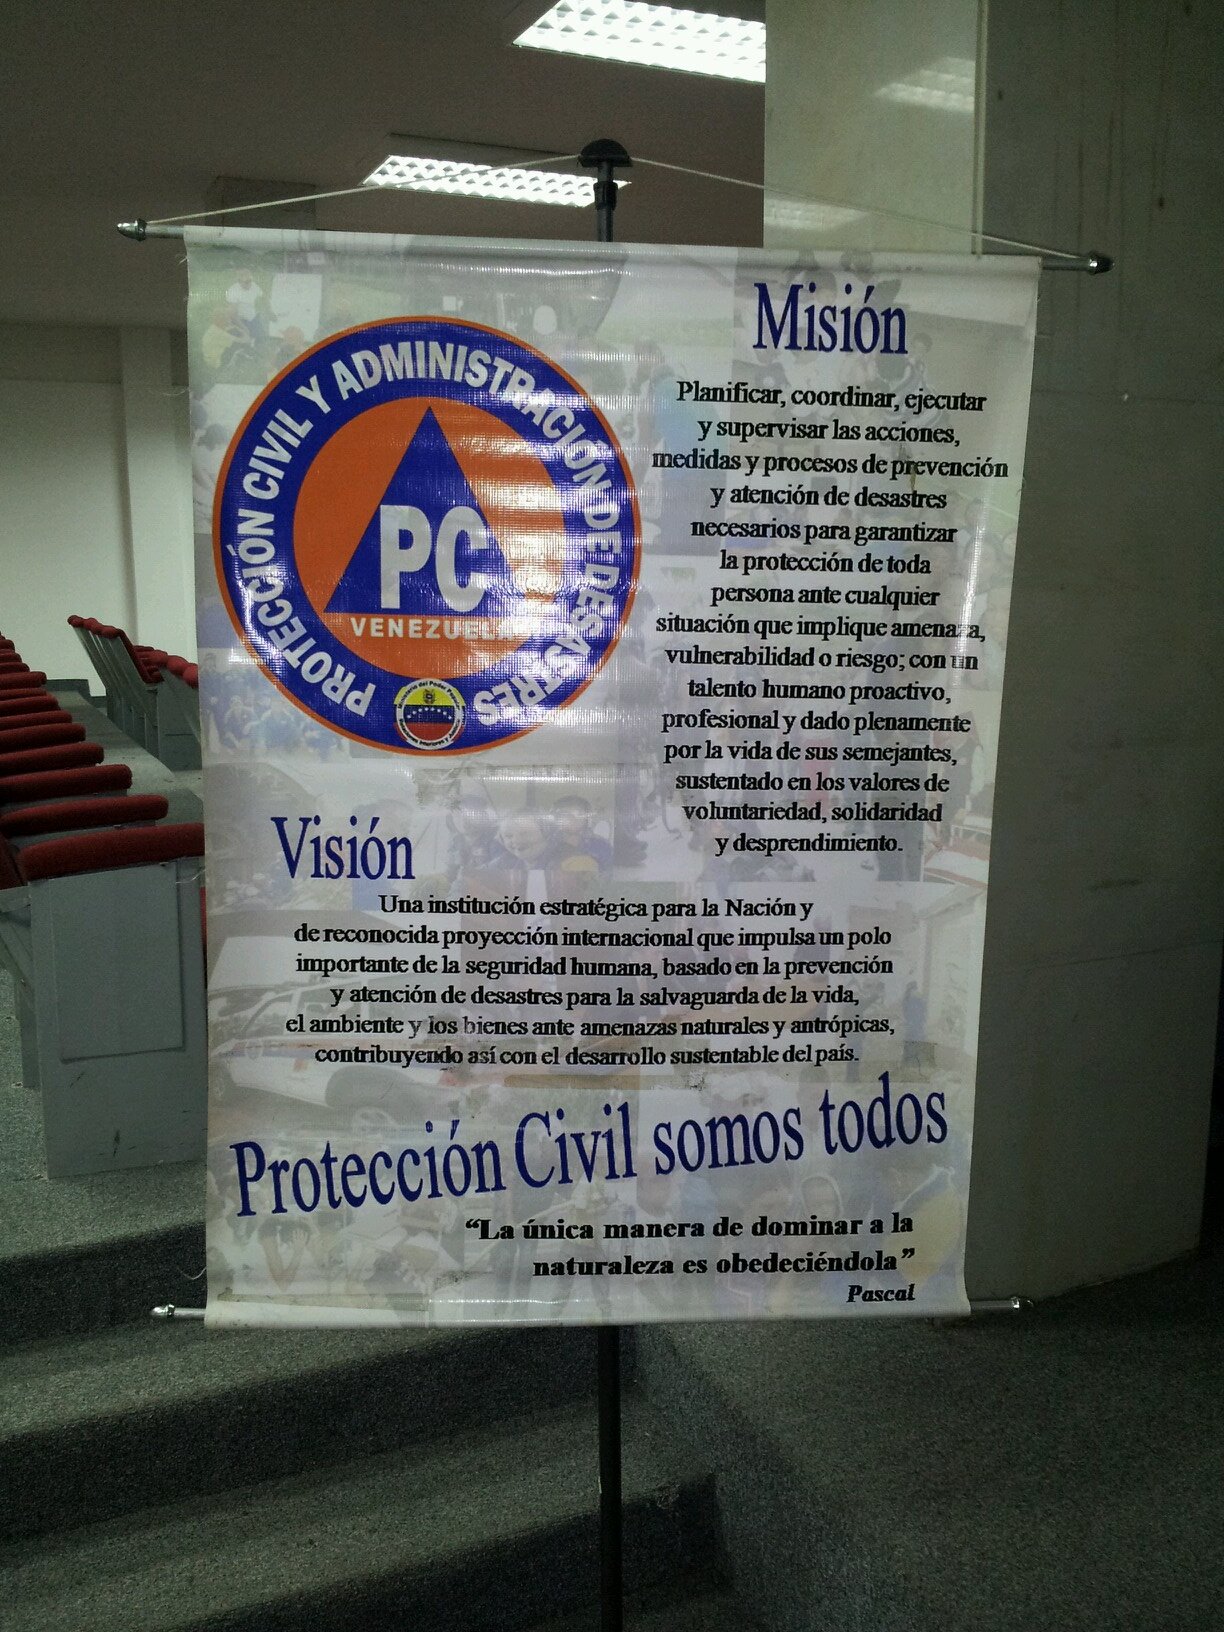 PROTECCIÓN CIVIL Y ADMINISTRACIÓN DE DESASTRES
PC
VENEZUELA
Misión
Planificar, coordinar, ejecutar
y supervisar las acciones,
medidas y procesos de prevención
y atención de desastres
necesarios para garantizar
la protección de toda
persona ante cualquier
situación que implique amenaza,
vulnerabilidad o riesgo; con un
talento humano proactivo,
profesional y dado plenamente
por la vida de sus semejantes,
sustentado en los valores de
voluntariedad, solidaridad
y desprendimiento.
Visión
Una institución estratégica para la Nación y
de reconocida proyección internacional que impulsa un polo
importante de la seguridad humana, basado en la prevención
y atención de desastres para la salvaguarda de la vida,
el ambiente y los bienes ante amenazas naturales y antrópicas,
contribuyendo así con el desarrollo sustentable del país.
Protección Civil somos todos
“La única manera de dominar a la
naturaleza es obedeciéndola”
Pascal